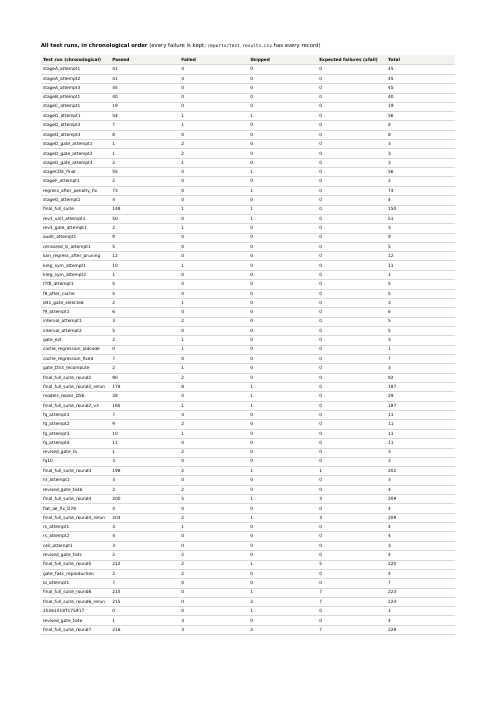 All test runs, in chronological order (every failure is kept; reports/test_results.csv has every record)
Test run (chronological) Passed Failed Skipped Expected failures (xfail) Total
stageA_attempt1 41 4 0 0 45
stageA_attempt2 41 4 0 0 45
stageA_attempt3 45 0 0 0 45
stageB_attempt1 40 0 0 0 40
stageC_attempt1 19 0 0 0 19
stageD_attempt1 54 1 1 0 56
stageD_attempt2 7 1 0 0 8
stageD_attempt3 8 0 0 0 8
stageD_gate_attempt1 1 2 0 0 3
stageD_gate_attempt2 1 2 0 0 3
stageD_gate_attempt3 2 1 0 0 3
stageCDE_final 55 0 1 0 56
stageF_attempt1 2 0 0 0 2
regress_after_penalty_fix 73 0 1 0 74
stageG_attempt1 4 0 0 0 4
final_full_suite 148 1 1 0 150
rev3_unit_attempt1 50 0 1 0 51
rev3_gate_attempt1 2 1 0 0 3
audit_attempt1 9 0 0 0 9
censored_ls_attempt1 5 0 0 0 5
kan_regress_after_pruning 12 0 0 0 12
kreg_sym_attempt1 10 1 0 0 11
kreg_sym_attempt2 1 0 0 0 1
f7f8_attempt1 5 0 0 0 5
f8_after_cache 5 0 0 0 5
d41_gate_selected 2 1 0 0 3
f9_attempt1 6 0 0 0 6
interval_attempt1 3 2 0 0 5
interval_attempt2 5 0 0 0 5
gate_ext 2 1 0 0 3
cache_regression_oldcode 0 1 0 0 1
cache_regression_fixed 7 0 0 0 7
gate_D53_recompute 2 1 0 0 3
final_full_suite_round2 90 2 0 0 92
final_full_suite_round2_rerun 178 8 1 0 187
models_repair_D56 28 0 1 0 29
final_full_suite_round2_v3 185 1 1 0 187
fq_attempt1 7 4 0 0 11
fq_attempt2 9 2 0 0 11
fq_attempt3 10 1 0 0 11
fq_attempt4 11 0 0 0 11
revised_gate_fa 1 2 0 0 3
fq10 3 0 0 0 3
final_full_suite_round3 198 2 1 1 202
hr_attempt1 3 0 0 0 3
revised_gate_fa4b 2 2 0 0 4
final_full_suite_round4 200 5 1 3 209
flat_ae_fix_D78 4 0 0 0 4
final_full_suite_round4_rerun 203 2 1 3 209
rs_attempt1 3 1 0 0 4
rs_attempt2 4 0 0 0 4
ceil_attempt1 3 0 0 0 3
revised_gate_fa4c 2 2 0 0 4
final_full_suite_round5 212 2 1 5 220
gate_fa4c_reproduction 2 2 0 0 4
bi_attempt1 7 0 0 0 7
final_full_suite_round6 215 0 1 7 223
final_full_suite_round6_rerun 215 0 2 7 224
20261018T175917 0 0 1 0 1
revised_gate_fa4e 1 3 0 0 4
final_full_suite_round7 216 3 2 7 228